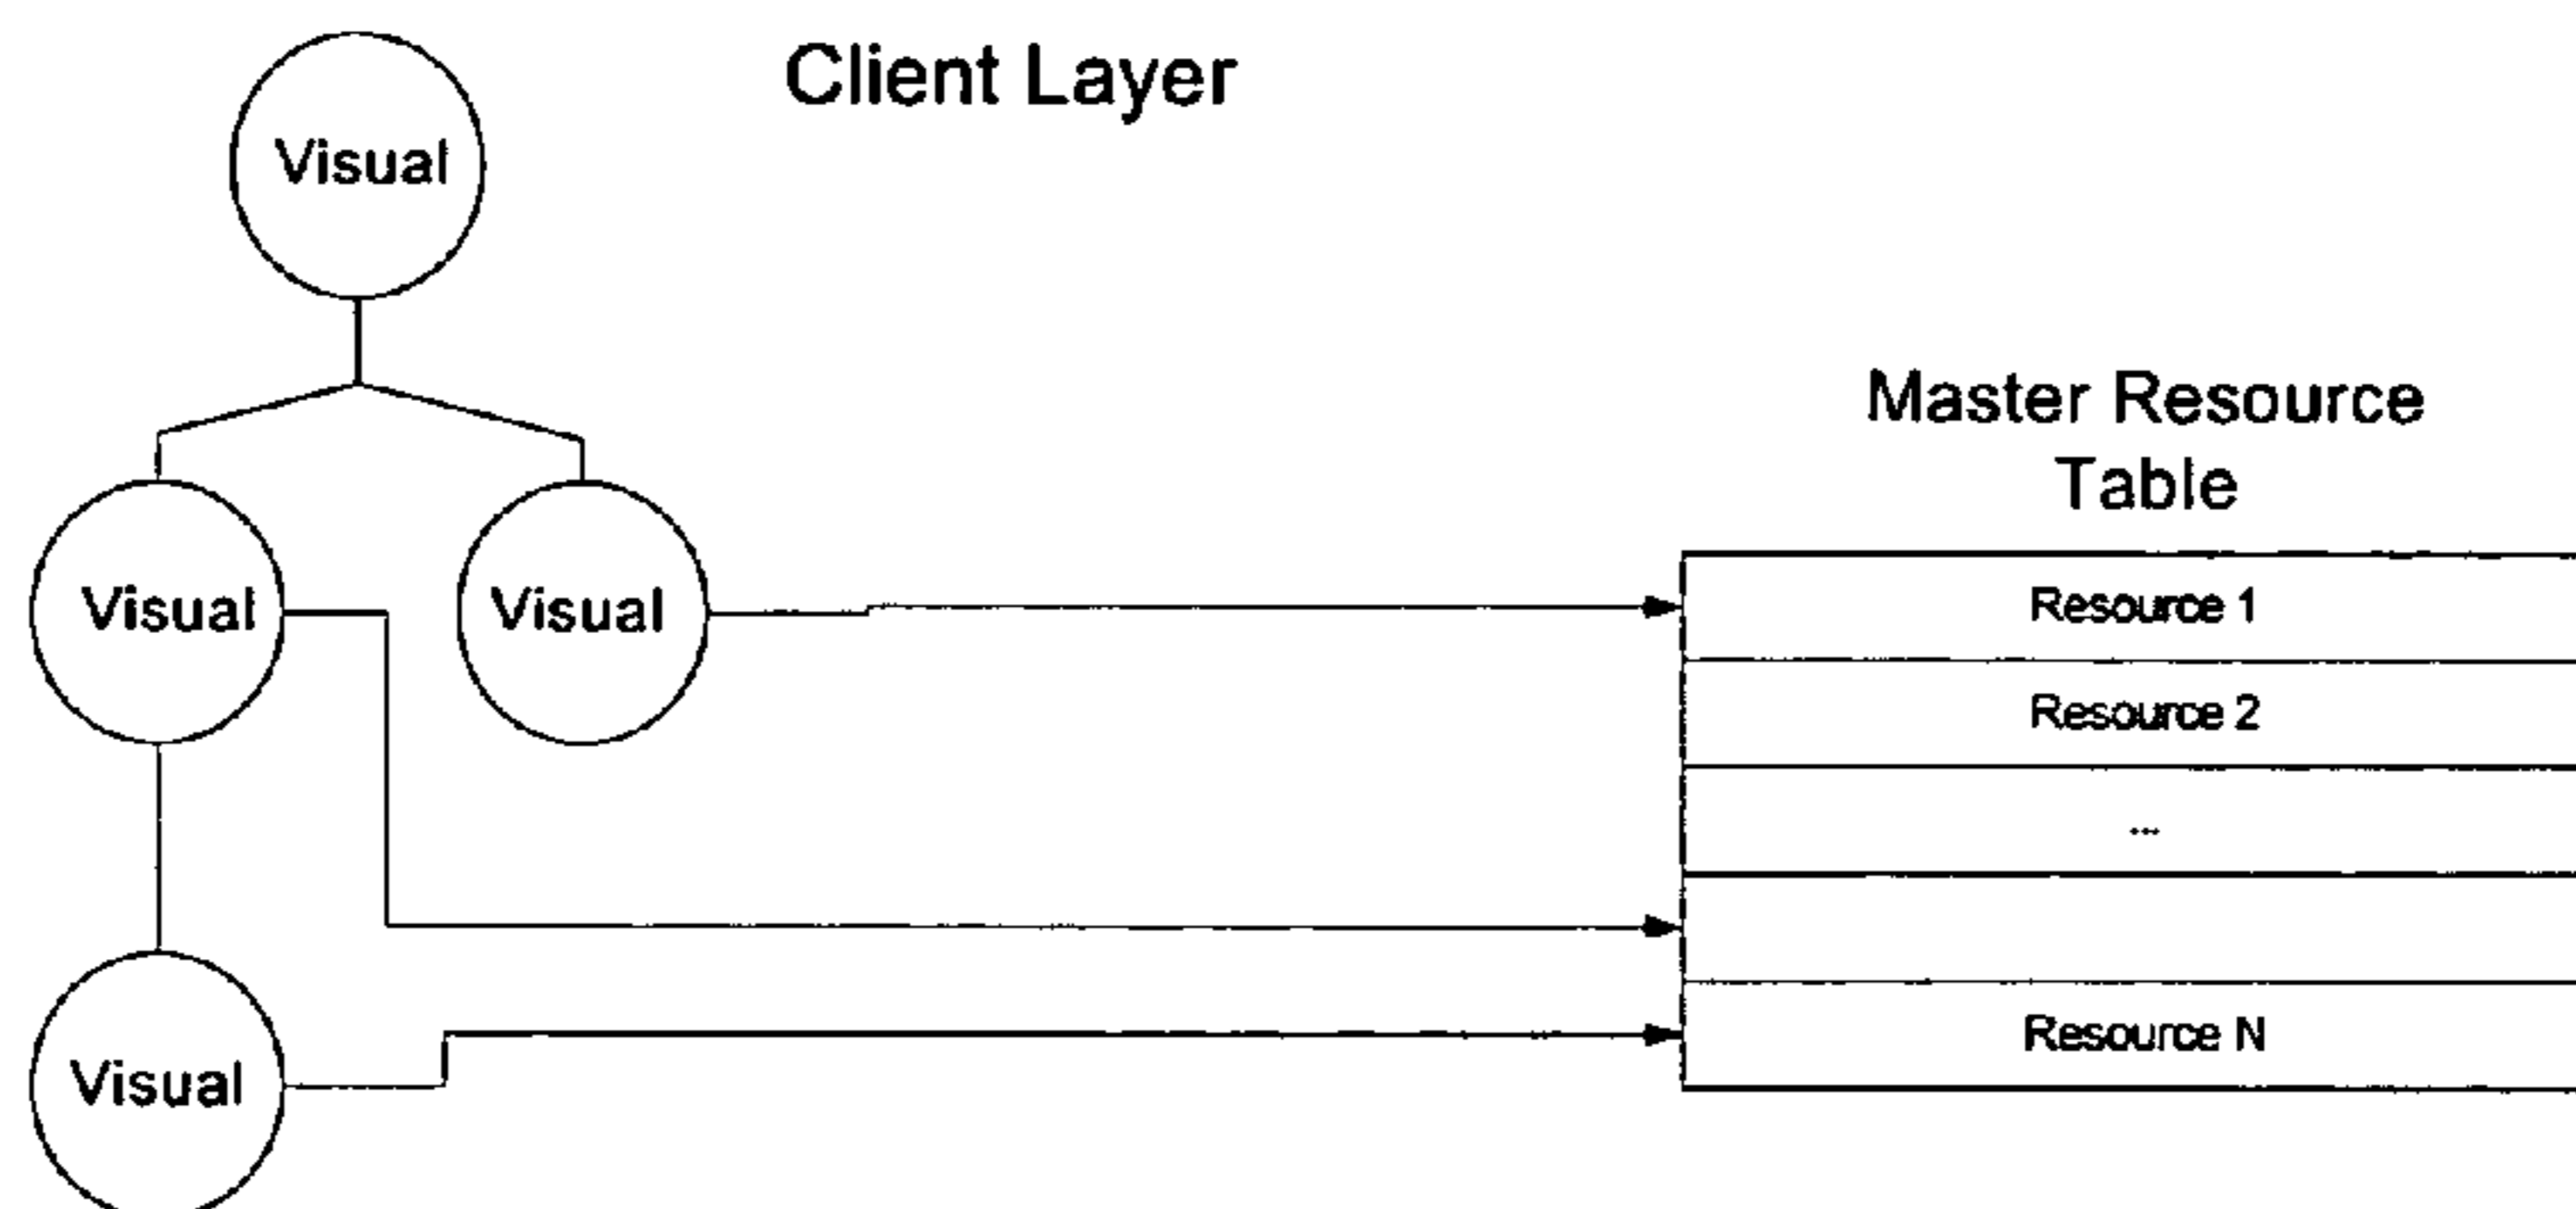 Client Layer
Visual
Master Resource
Table
Visual
Visual
Resource 1
Resource 2
...
Resource N
Visual